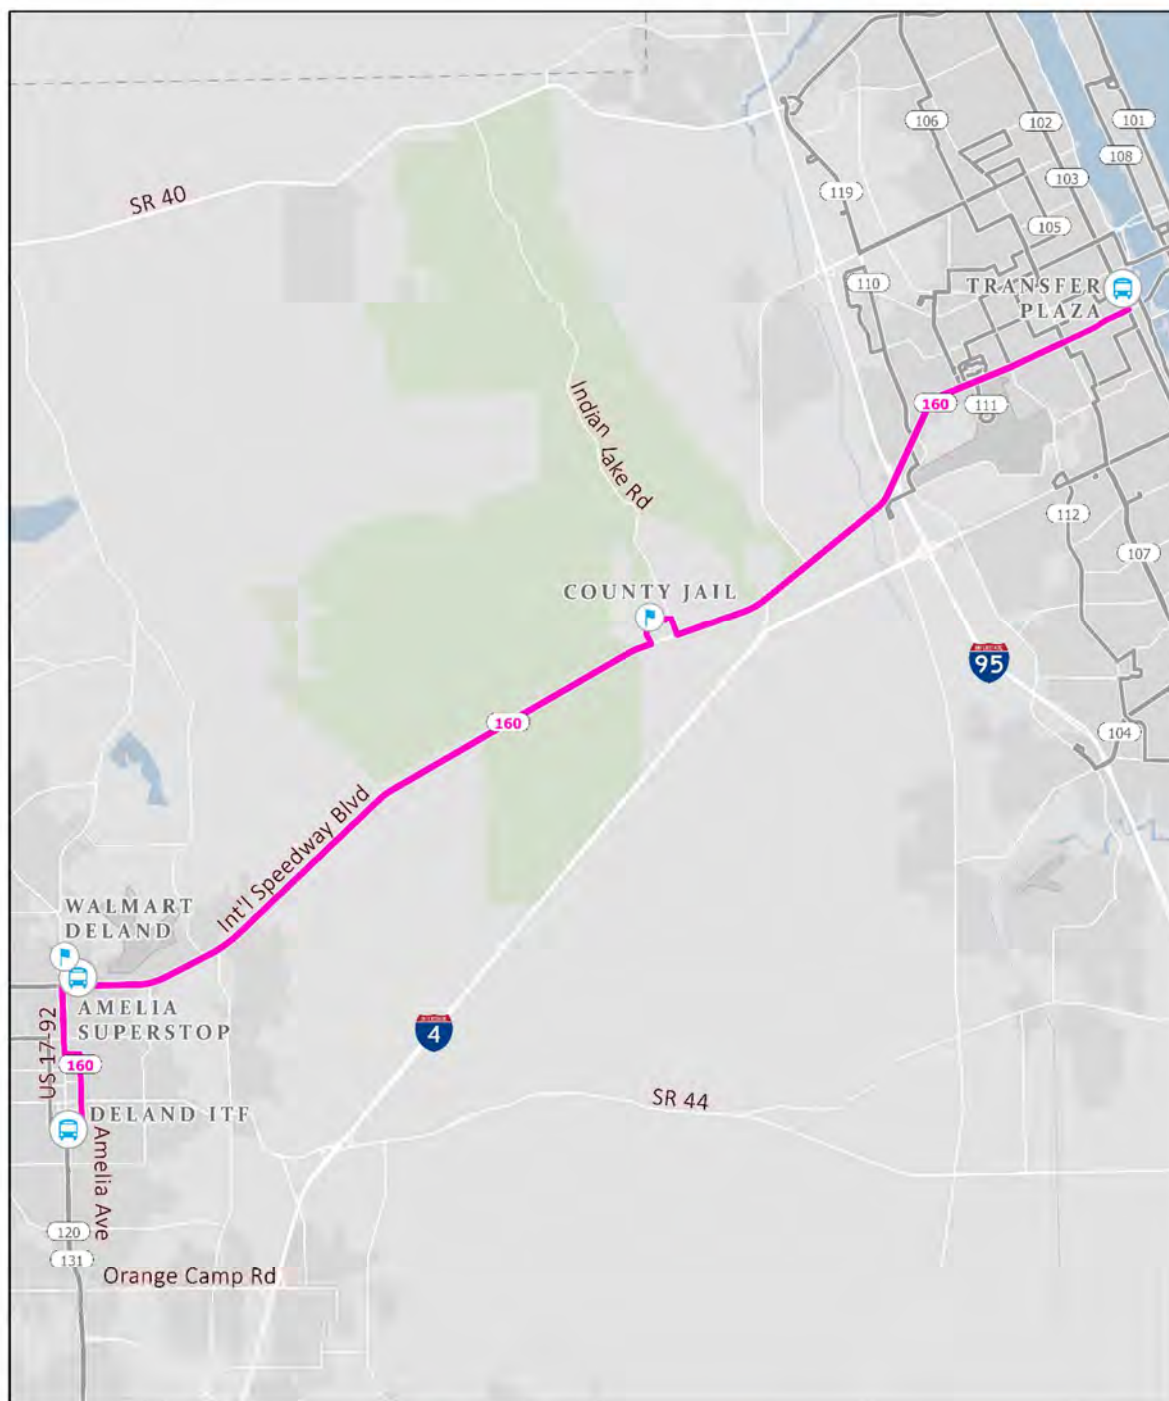 106
102
101
108
103
SR 40
119
105
110
TRANSFER
PLAZA
160
111
Indian Lake Rd
112
107
COUNTY JAIL
95
160
104
Int'l Speedway Blvd
WALMART
DELAND
AMELIA
SUPERSTOP
4
US 17-92
160
SR 44
DELAND ITF
Amelia Ave
120
131
Orange Camp Rd